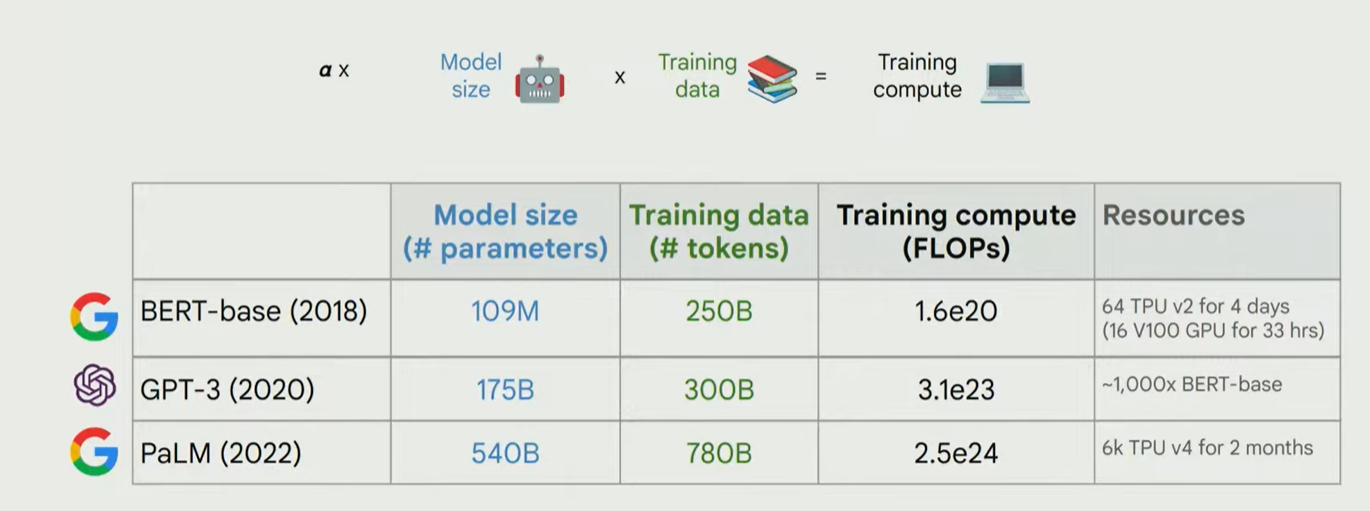 α x Model size x Training data = Training compute
Model size (# parameters) Training data (# tokens) Training compute (FLOPs) Resources
BERT-base (2018) 109M 250B 1.6e20 64 TPU v2 for 4 days (16 V100 GPU for 33 hrs)
GPT-3 (2020) 175B 300B 3.1e23 ~1,000x BERT-base
PaLM (2022) 540B 780B 2.5e24 6k TPU v4 for 2 months